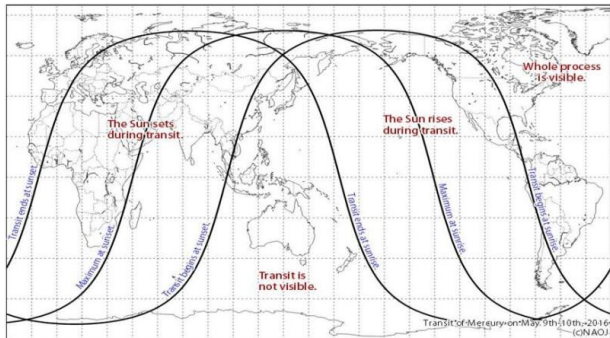 Whole process
is visible.
The Sun sets
during transit.
The Sun rises
during transit.
Transit ends at sunset
Maximum at sunset
Transit begins at sunset
Transit ends at sunrise
Maximum at sunrise
Transit begins at sunrise
Transit is
not visible.
Transit of Mercury on May 9th-10th, 2016
(c)NAOJ